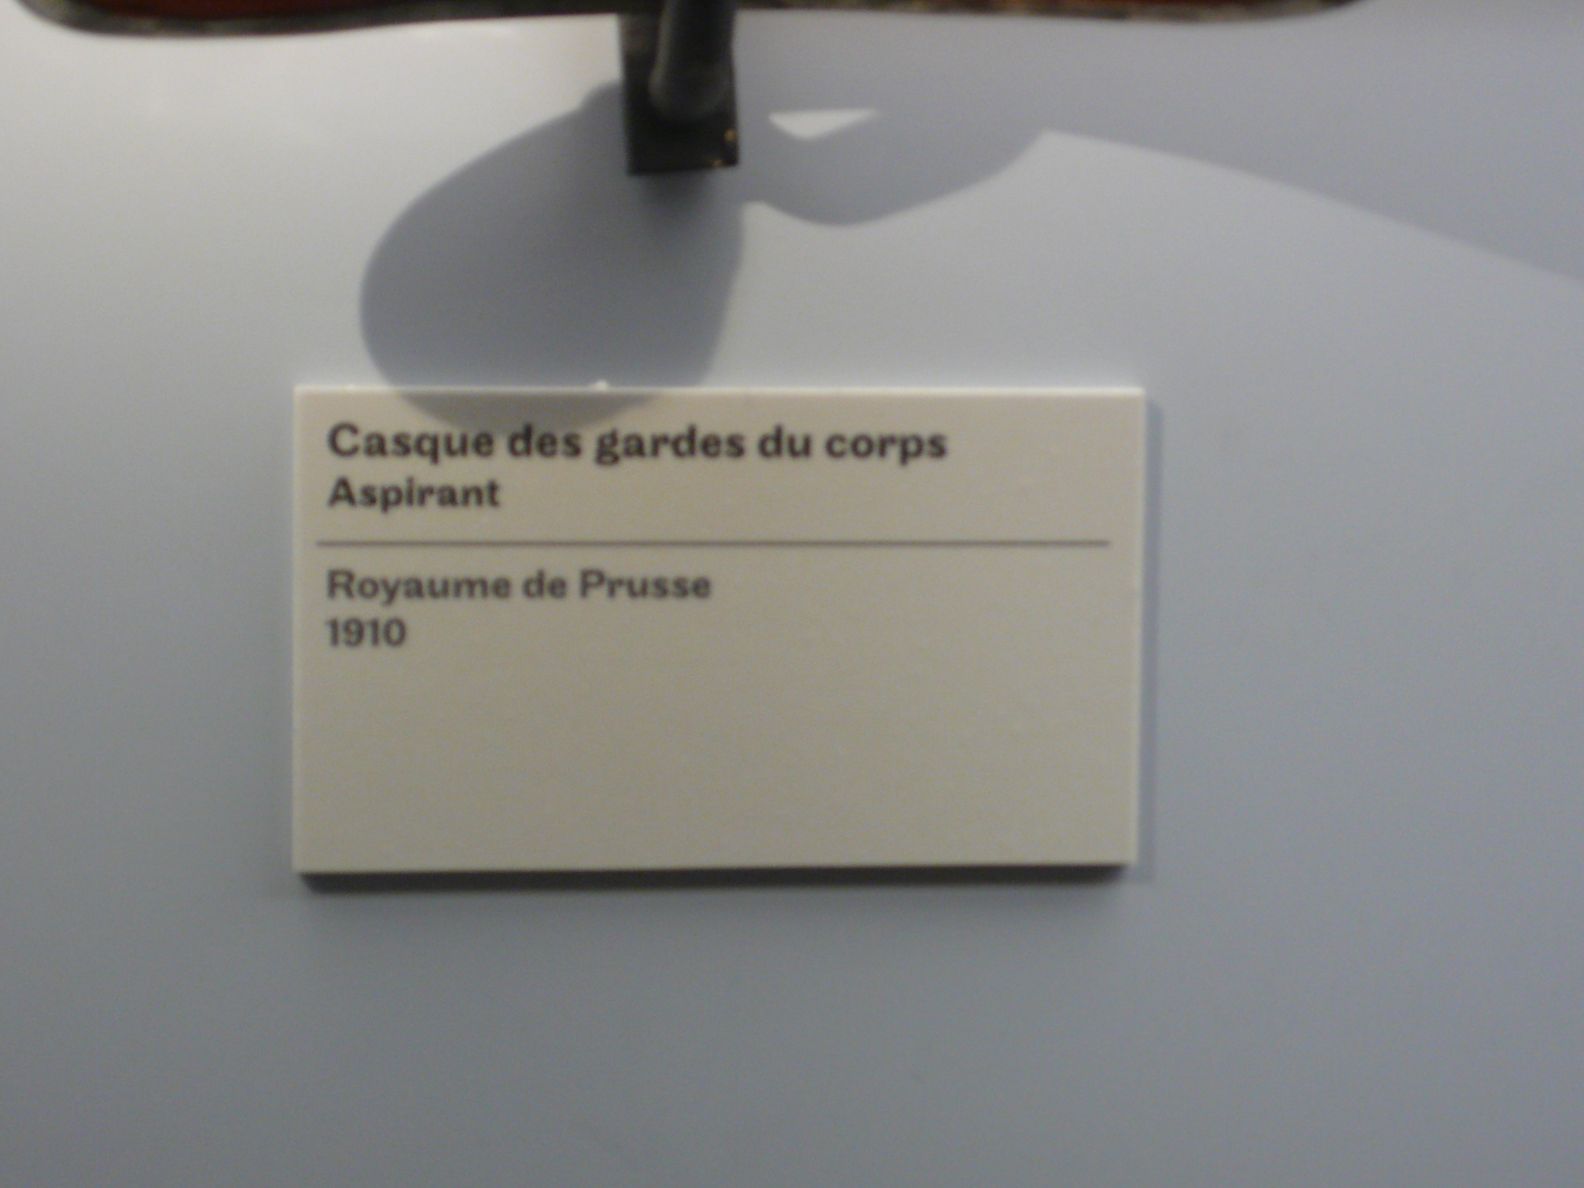 Casque des gardes du corps
Aspirant
Royaume de Prusse
1910